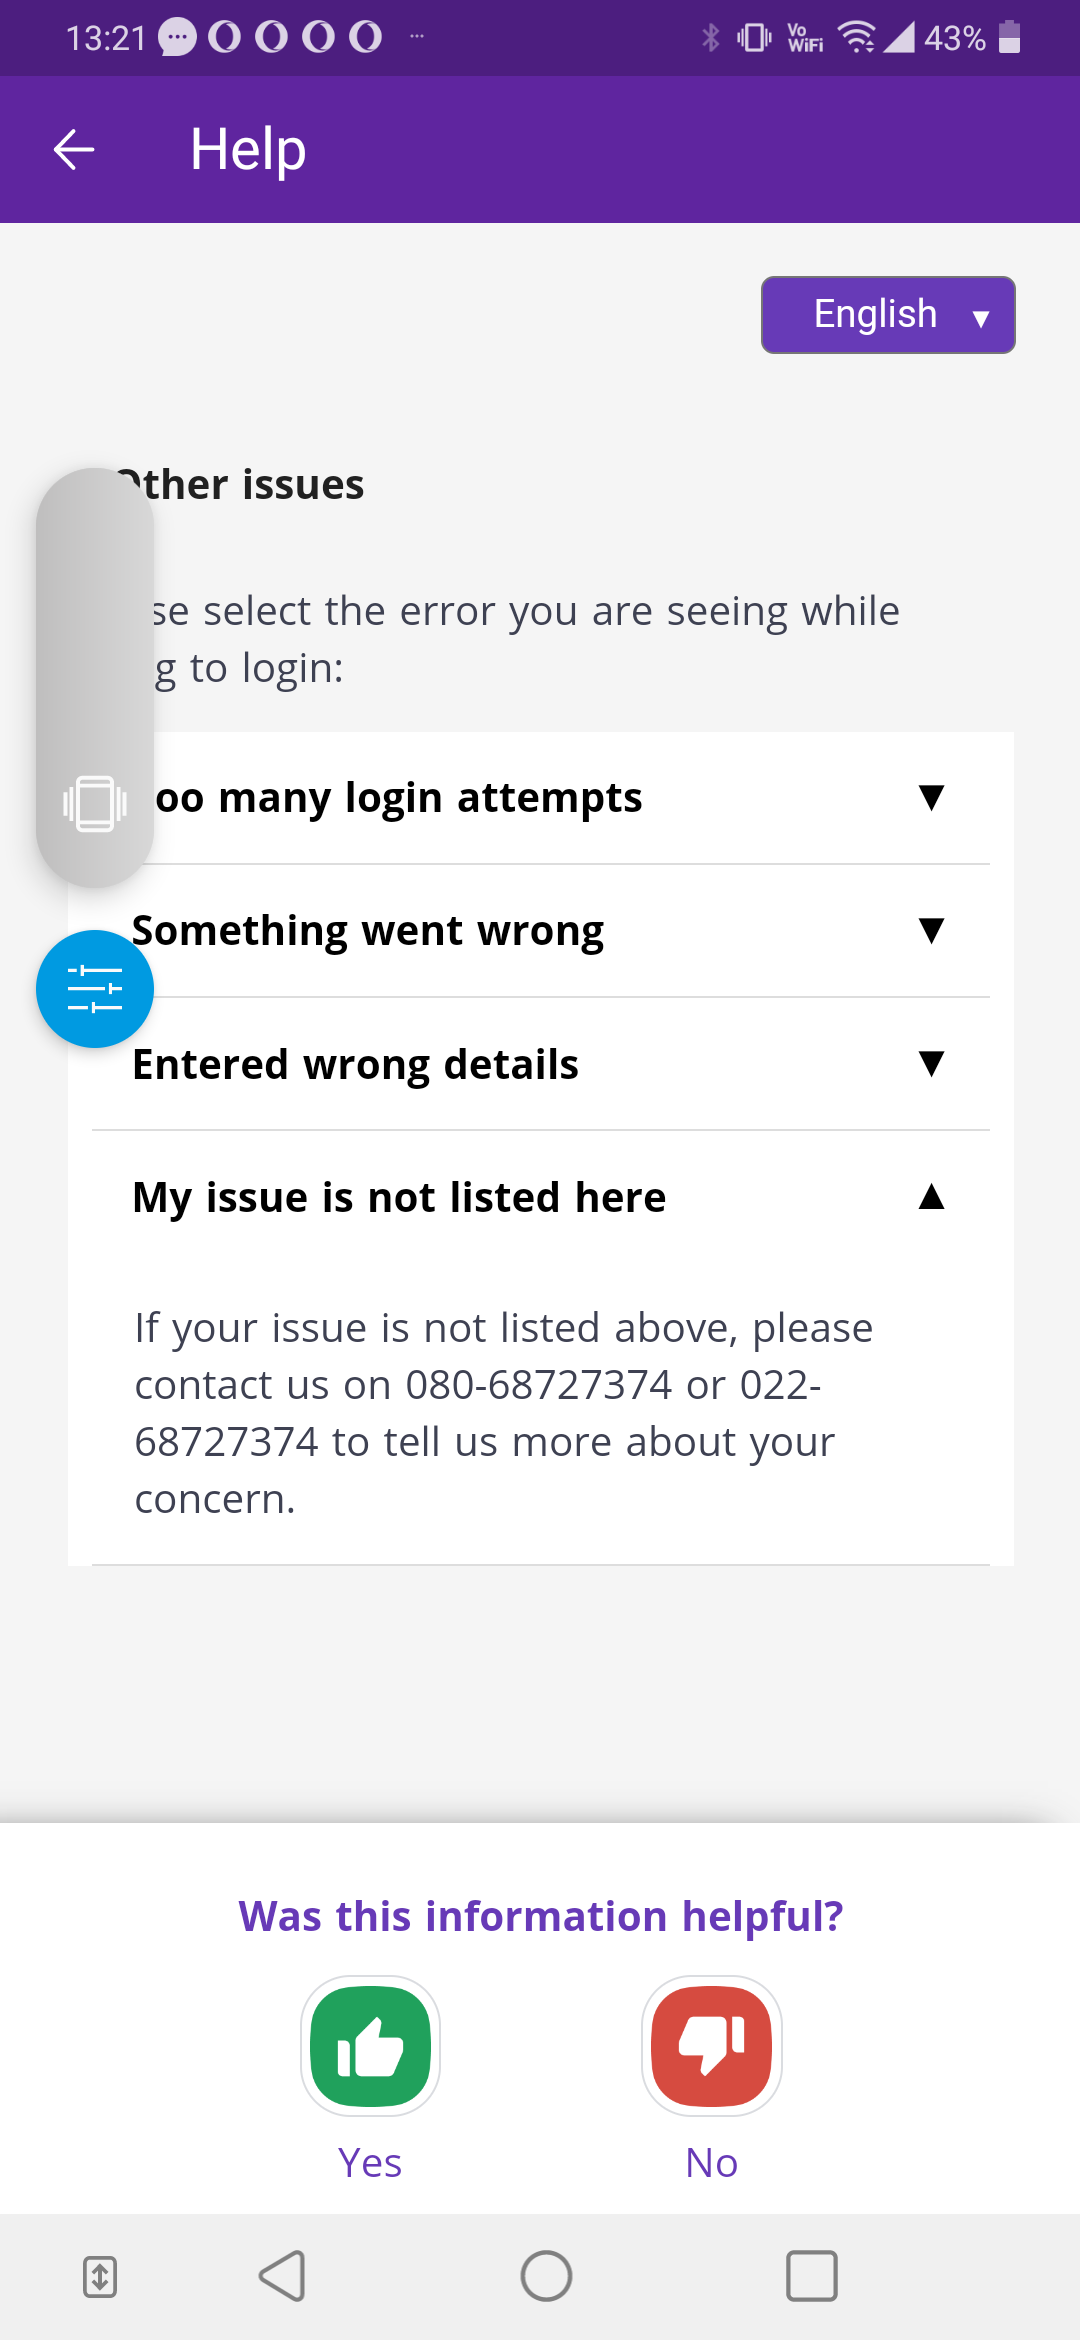 13:21
Vo
WiFi
43%
Help
English
Other issues
select the error you are seeing while
to login:
many login attempts
Something went wrong
Entered wrong details
My issue is not listed here
If your issue is not listed above, please
contact us on 080-68727374 or 022-
68727374 to tell us more about your
concern.
Was this information helpful?
Yes
No